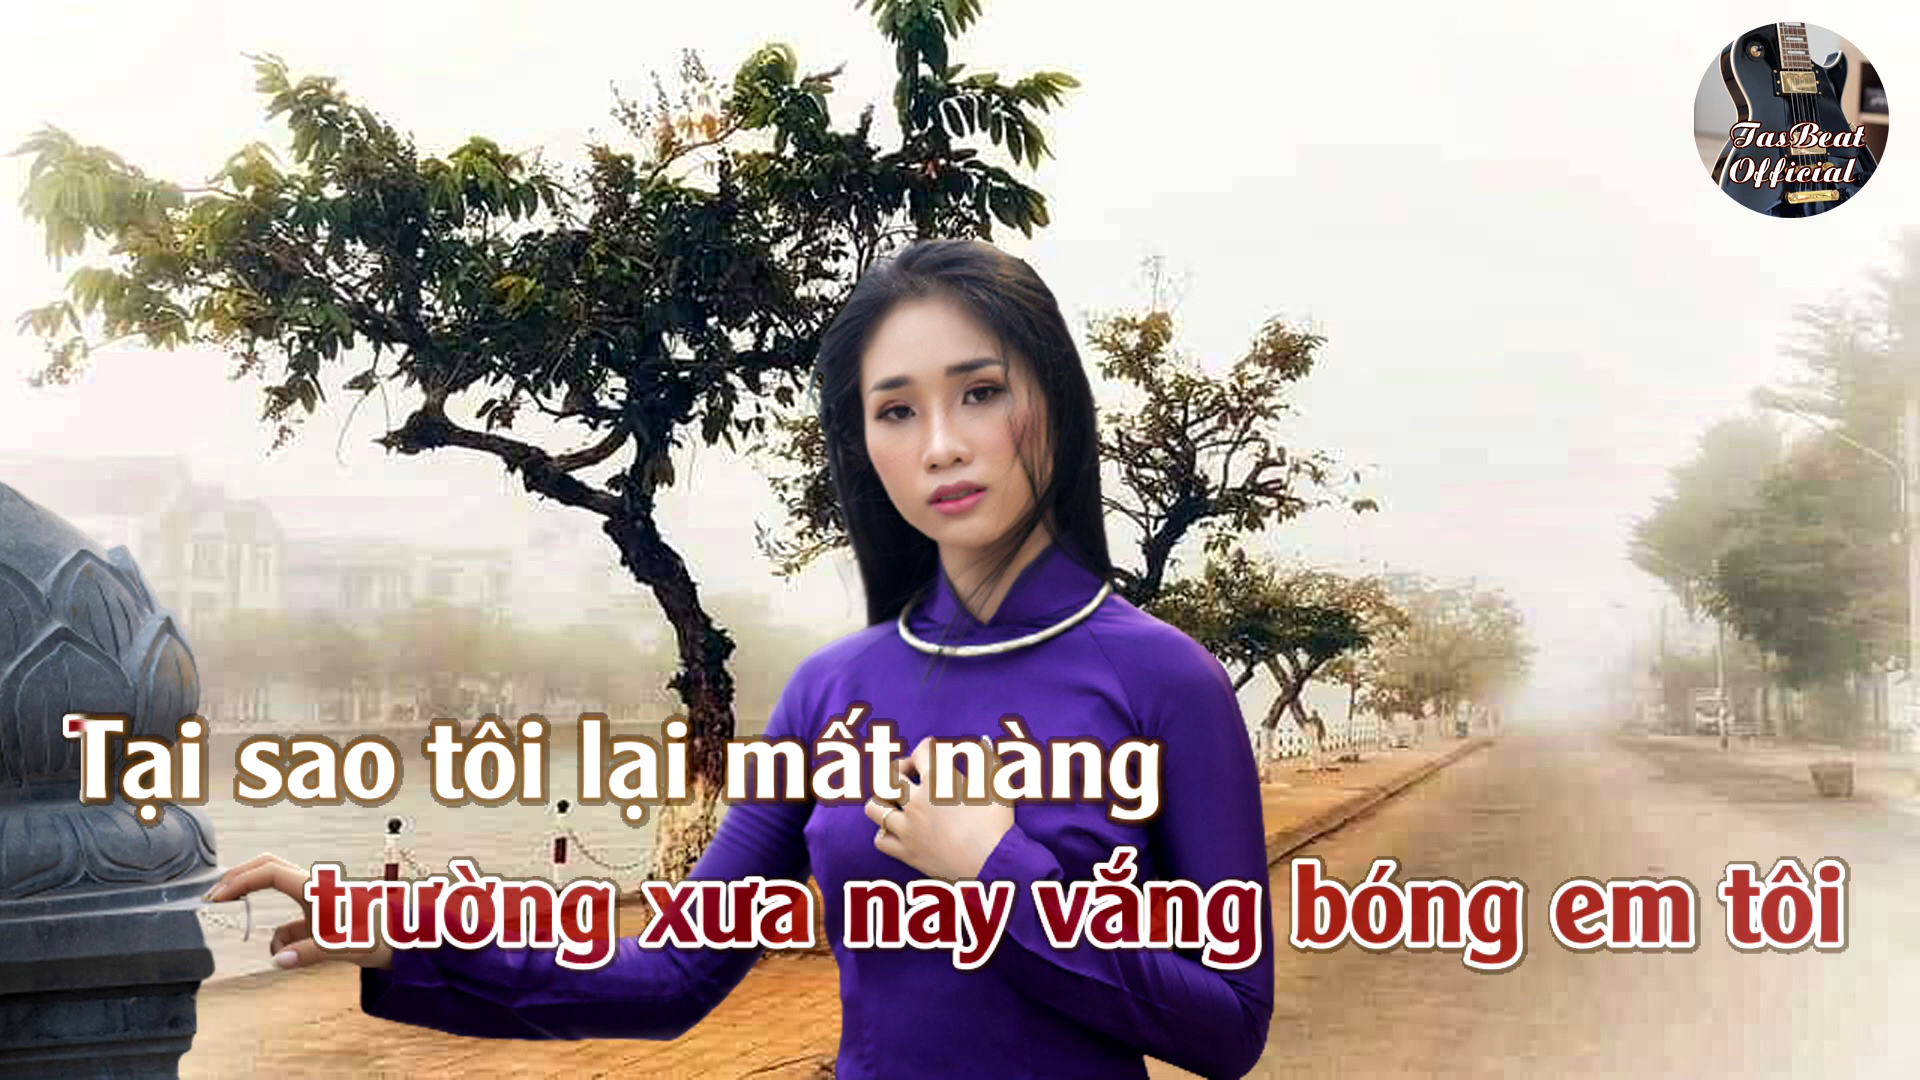 TasBeat
Official
Tại sao tôi lại mất nàng
trường xưa nay vắng bóng em tôi